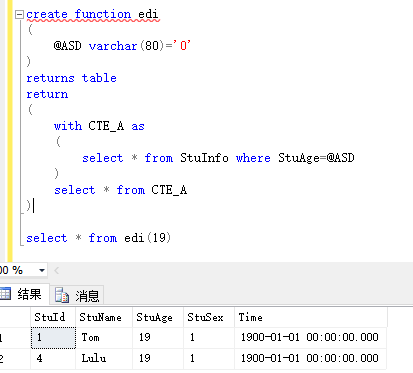 create function edi
(
@ASD varchar(80)='0'
)
returns table
return
(
with CTE_A as
(
select * from StuInfo where StuAge=@ASD
)
select * from CTE_A
)
select * from edi(19)
00 %
结果 消息
StuId StuName StuAge StuSex Time
1 1 Tom 19 1 1900-01-01 00:00:00.000
2 4 Lulu 19 1 1900-01-01 00:00:00.000